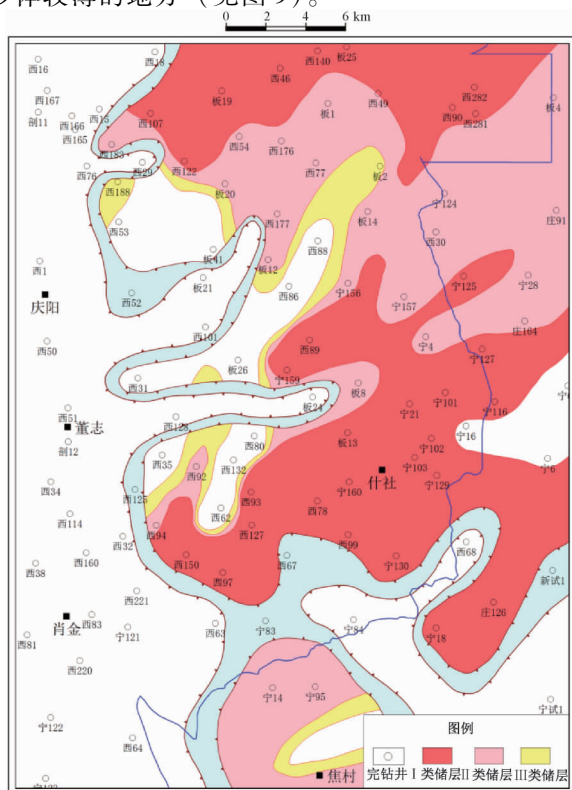 少体较薄的地方 (见图 9)。
0 2 4 6 km
西18 西140 板25
西16 西46
西167 板19 板1 西49 西282 板4
剖11 西166 西15 西107 西90 西281
西165 西54 西176
西183
西76 西29 西122 西77 板2
西188 板20 宁124
西53 西177 板14 庄91
西30
西1 板41 西88
板12
西52 板21 西86 宁156 宁125 宁28
庆阳 宁157
西101 庄164
西50 西89 宁4 宁127
板26 宁159
西31 板8
板24 宁21 宁101 宁116
西51 西128
董志 西80 板13 宁102 宁16
剖12 西35 西132 宁103 宁6
西92 什社
西34 西125 宁129
西93 宁160
西114 西62 西78
西32 西94 西127 西99
西160 西67 西68
西38 西150 宁130
西97 新试1
西221 庄126
肖金 西83 西63 宁83 宁84
宁121 宁18
西81
西220
宁14 宁95
宁122 宁试1
西64 图例
焦村 完钻井 Ⅰ类储层 Ⅱ类储层 Ⅲ类储层